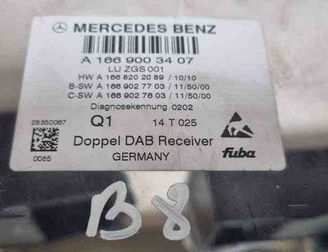 MERCEDES BENZ
A 166 900 34 07
LU ZGS 001
HW A 166 820 20 89 / 10/10
B-SW A 166 902 77 03 / 11/50/00
C-SW A 166 902 76 03 / 11/50/00
Diagnosekennung 0202
28350067 Q1 14 T 025
0085 Doppel DAB Receiver
GERMANY fuba
B 8